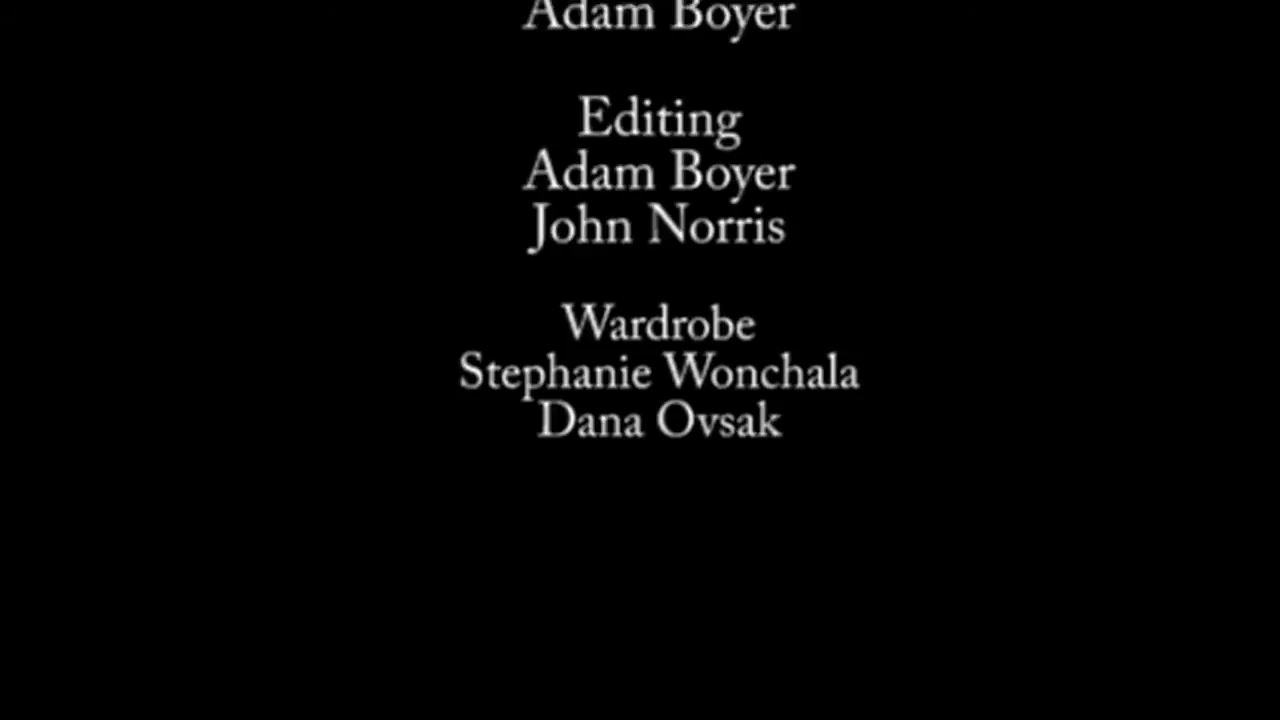 Adam Boyer
Editing
Adam Boyer
John Norris
Wardrobe
Stephanie Wonchala
Dana Ovsak